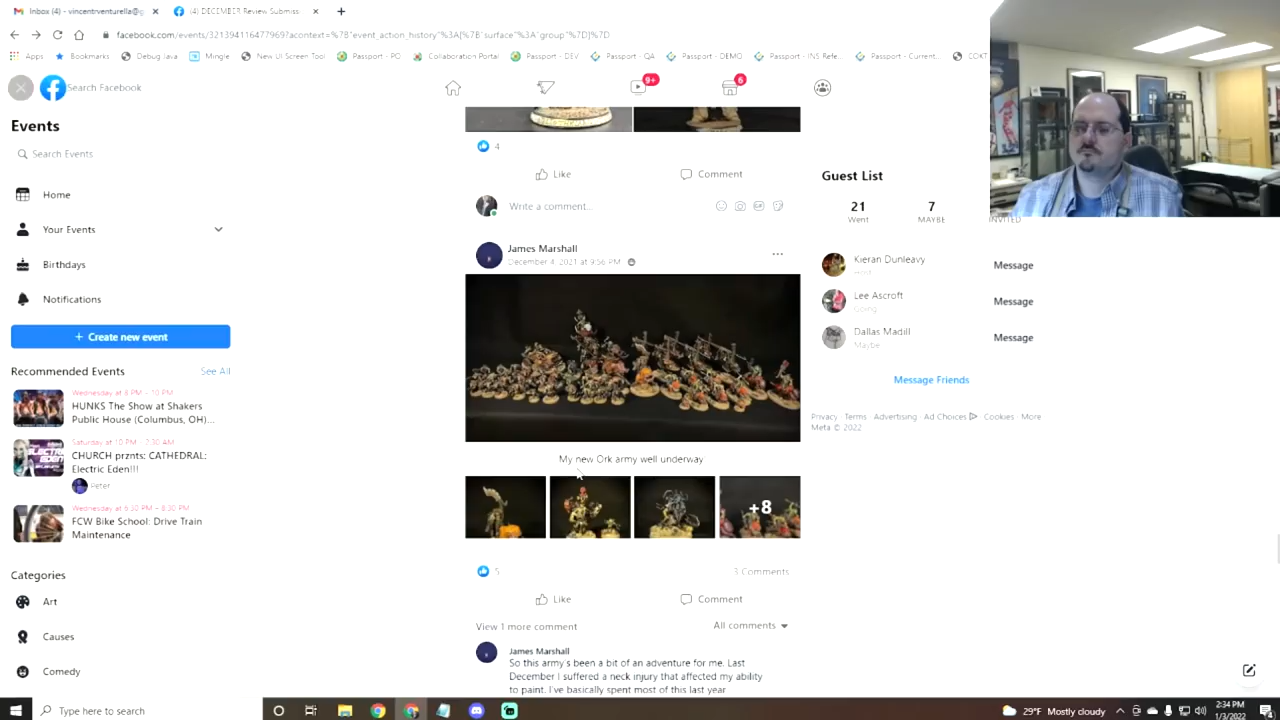 Inbox (4) - vincentrventurella@g
(4) DECEMBER Review Submiss
facebook.com/events/321394116477969?acontext=%7B"event_action_history"%3A[%7B"surface"%3A"group"%7D]%7D
Apps
Bookmarks
Debug Java
Mingle
New UI Screen Tool
Passport - PO
Collaboration Portal
Passport - DEV
Passport - QA
Passport - DEMO
Passport - INS Refe...
Passport - Current...
Search Facebook
9+
6
Events
Search Events
Home
Your Events
Birthdays
Notifications
+ Create new event
Recommended Events
See All
Wednesday at 8 PM – 10 PM
HUNKS The Show at Shakers
Public House (Columbus, OH)...
Saturday at 10 PM - 2:30 AM
CHURCH prznts: CATHEDRAL:
Electric Eden!!!
Peter
Wednesday at 6:30 PM – 8:30 PM
FCW Bike School: Drive Train
Maintenance
Categories
Art
Causes
Comedy
4
Like
Comment
Write a comment...
James Marshall
December 4, 2021 at 9:56 PM
My new Ork army well underway
+8
5
3 Comments
Like
Comment
View 1 more comment
All comments
James Marshall
So this army's been a bit of an adventure for me. Last
December I suffered a neck injury that affected my ability
to paint. I've basically spent most of this last year
Guest List
21
Went
7
MAYBE
INVITED
Kieran Dunleavy
Host
Message
Lee Ascroft
Going
Message
Dallas Madill
Maybe
Message
Message Friends
Privacy · Terms · Advertising · Ad Choices · Cookies · More
Meta © 2022
Type here to search
29°F Mostly cloudy
2:34 PM
1/3/2022